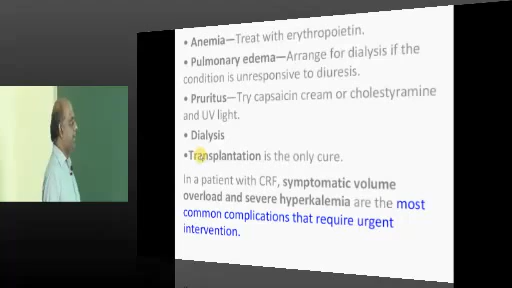 • Anemia—Treat with erythropoietin.
• Pulmonary edema—Arrange for dialysis if the
condition is unresponsive to diuresis.
• Pruritus—Try capsaicin cream or cholestyramine
and UV light.
• Dialysis
•Transplantation is the only cure.
In a patient with CRF, symptomatic volume
overload and severe hyperkalemia are the most
common complications that require urgent
intervention.